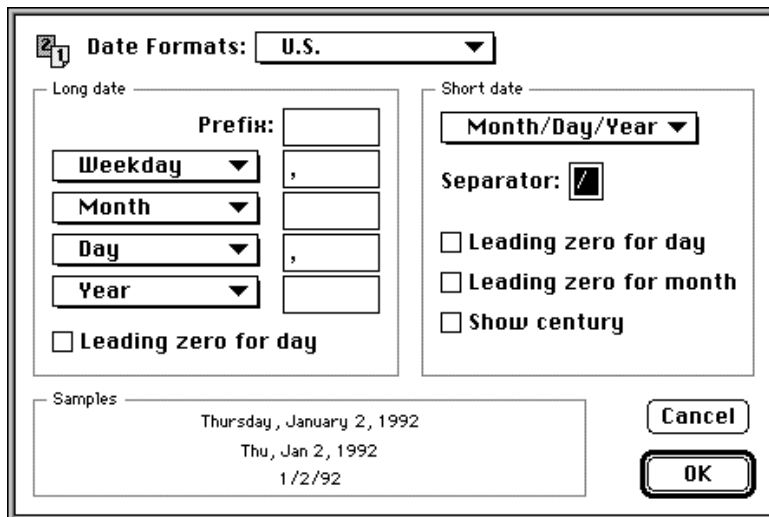 2 1 Date Formats: U.S.
Long date
Prefix:
Weekday ,
Month
Day ,
Year
Leading zero for day
Short date
Month/Day/Year
Separator: /
Leading zero for day
Leading zero for month
Show century
Samples
Thursday, January 2, 1992
Thu, Jan 2, 1992
1/2/92
Cancel
OK